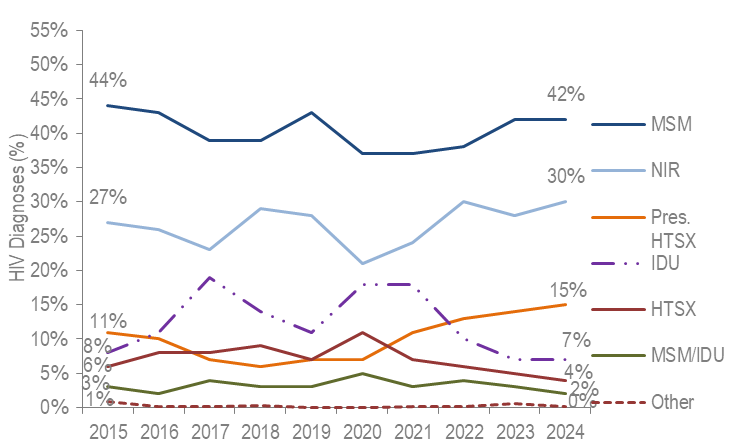 55%
50%
45%
40%
35%
30%
25%
20%
15%
10%
5%
0%
HIV Diagnoses (%)
44%
27%
11%
8%
6%
3%
1%
42%
30%
15%
7%
4%
2%
0%
2015 2016 2017 2018 2019 2020 2021 2022 2023 2024
MSM
NIR
Pres.
HTSX
IDU
HTSX
MSM/IDU
Other